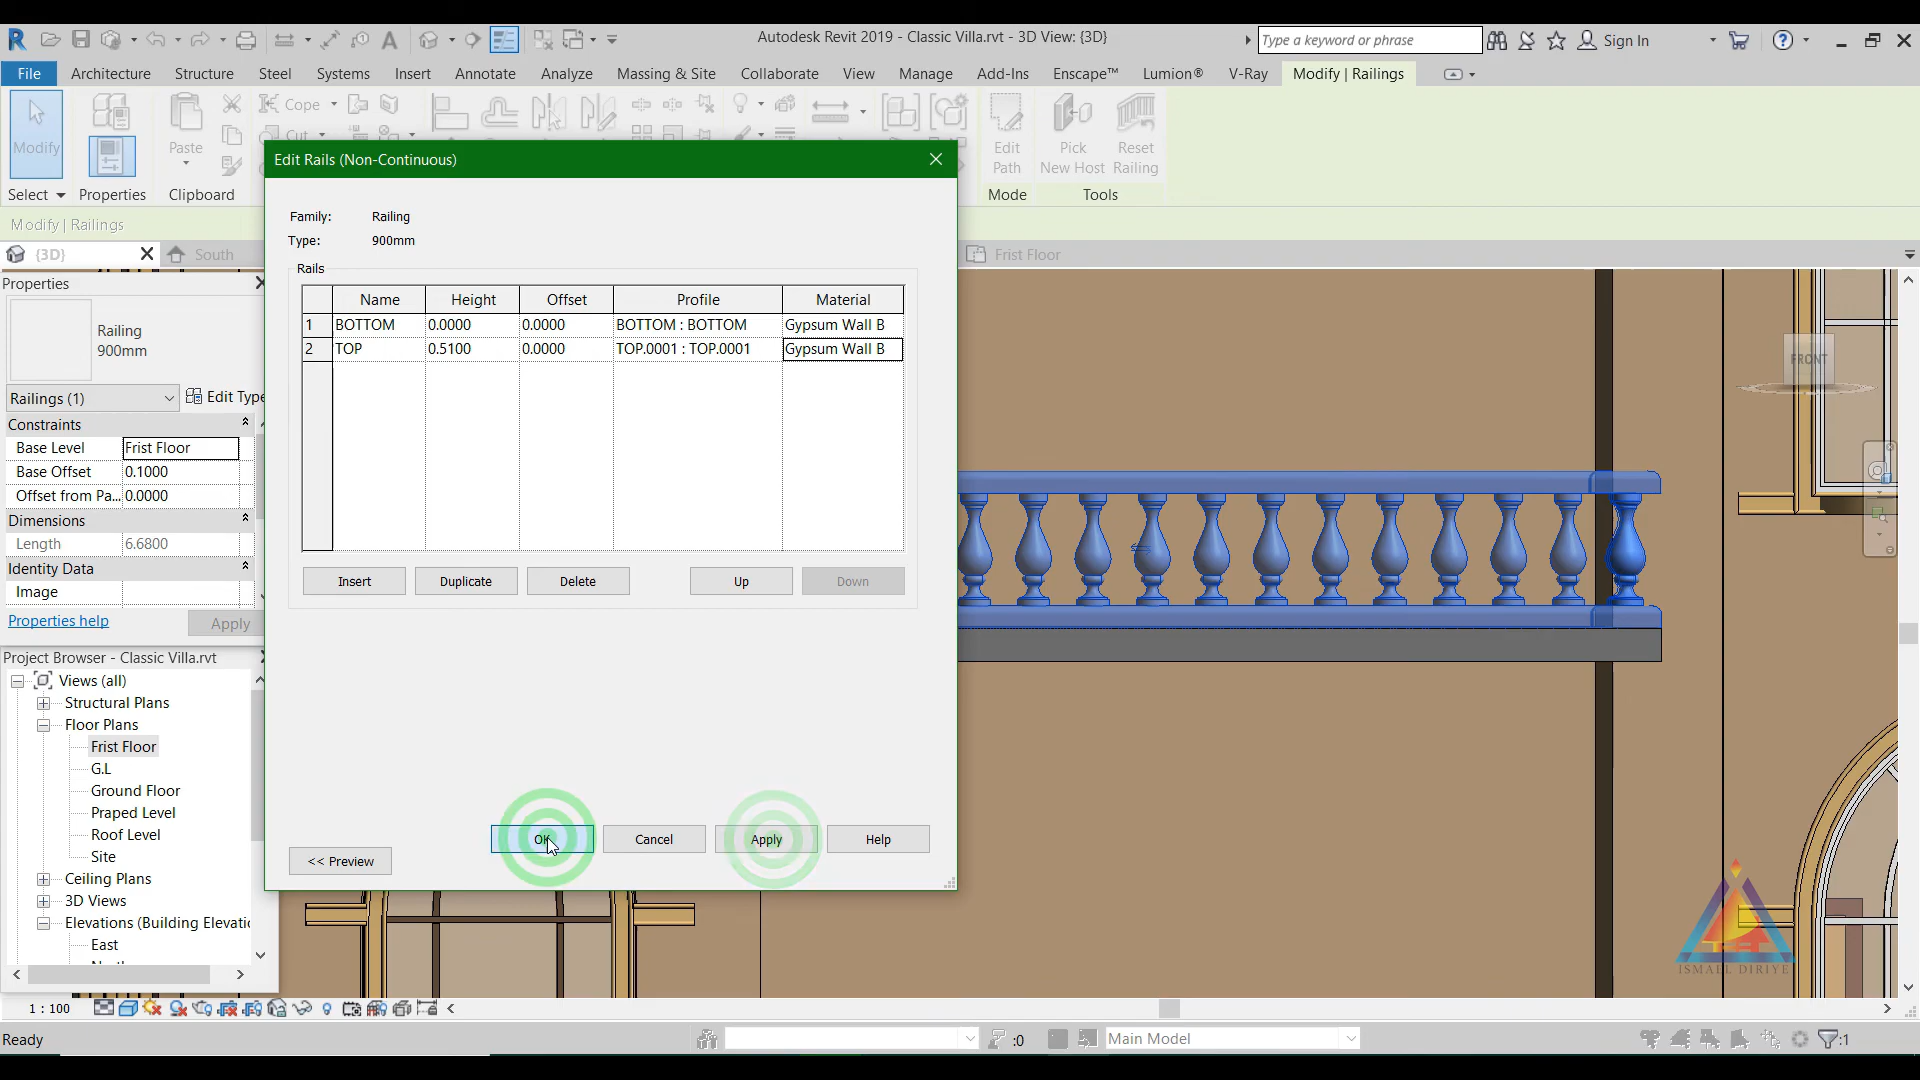 Autodesk Revit 2019 - Classic Villa.rvt - 3D View: {3D}
Type a keyword or phrase
Sign In
File Architecture Structure Steel Systems Insert Annotate Analyze Massing & Site Collaborate View Manage Add-Ins Enscape™ Lumion® V-Ray Modify | Railings
Modify
Paste
Cope
Cut
Edit
Path
Pick
New Host
Reset
Railing
Select Properties Clipboard Mode Tools
Modify | Railings
{3D} South Frist Floor
Properties
Railing
900mm
Railings (1) Edit Type
Constraints
Base Level Frist Floor
Base Offset 0.1000
Offset from Pa... 0.0000
Dimensions
Length 6.6800
Identity Data
Image
Properties help Apply
Project Browser - Classic Villa.rvt
Views (all)
Structural Plans
Floor Plans
Frist Floor
G.L
Ground Floor
Praped Level
Roof Level
Site
Ceiling Plans
3D Views
Elevations (Building Elevatio
East
Edit Rails (Non-Continuous)
Family: Railing
Type: 900mm
Rails
Name Height Offset Profile Material
1 BOTTOM 0.0000 0.0000 BOTTOM : BOTTOM Gypsum Wall B
2 TOP 0.5100 0.0000 TOP.0001 : TOP.0001 Gypsum Wall B
Insert Duplicate Delete Up Down
OK Cancel Apply Help
<< Preview
FRONT
ISMAEL DIRIYE
1 : 100
Ready
:0
Main Model
:1